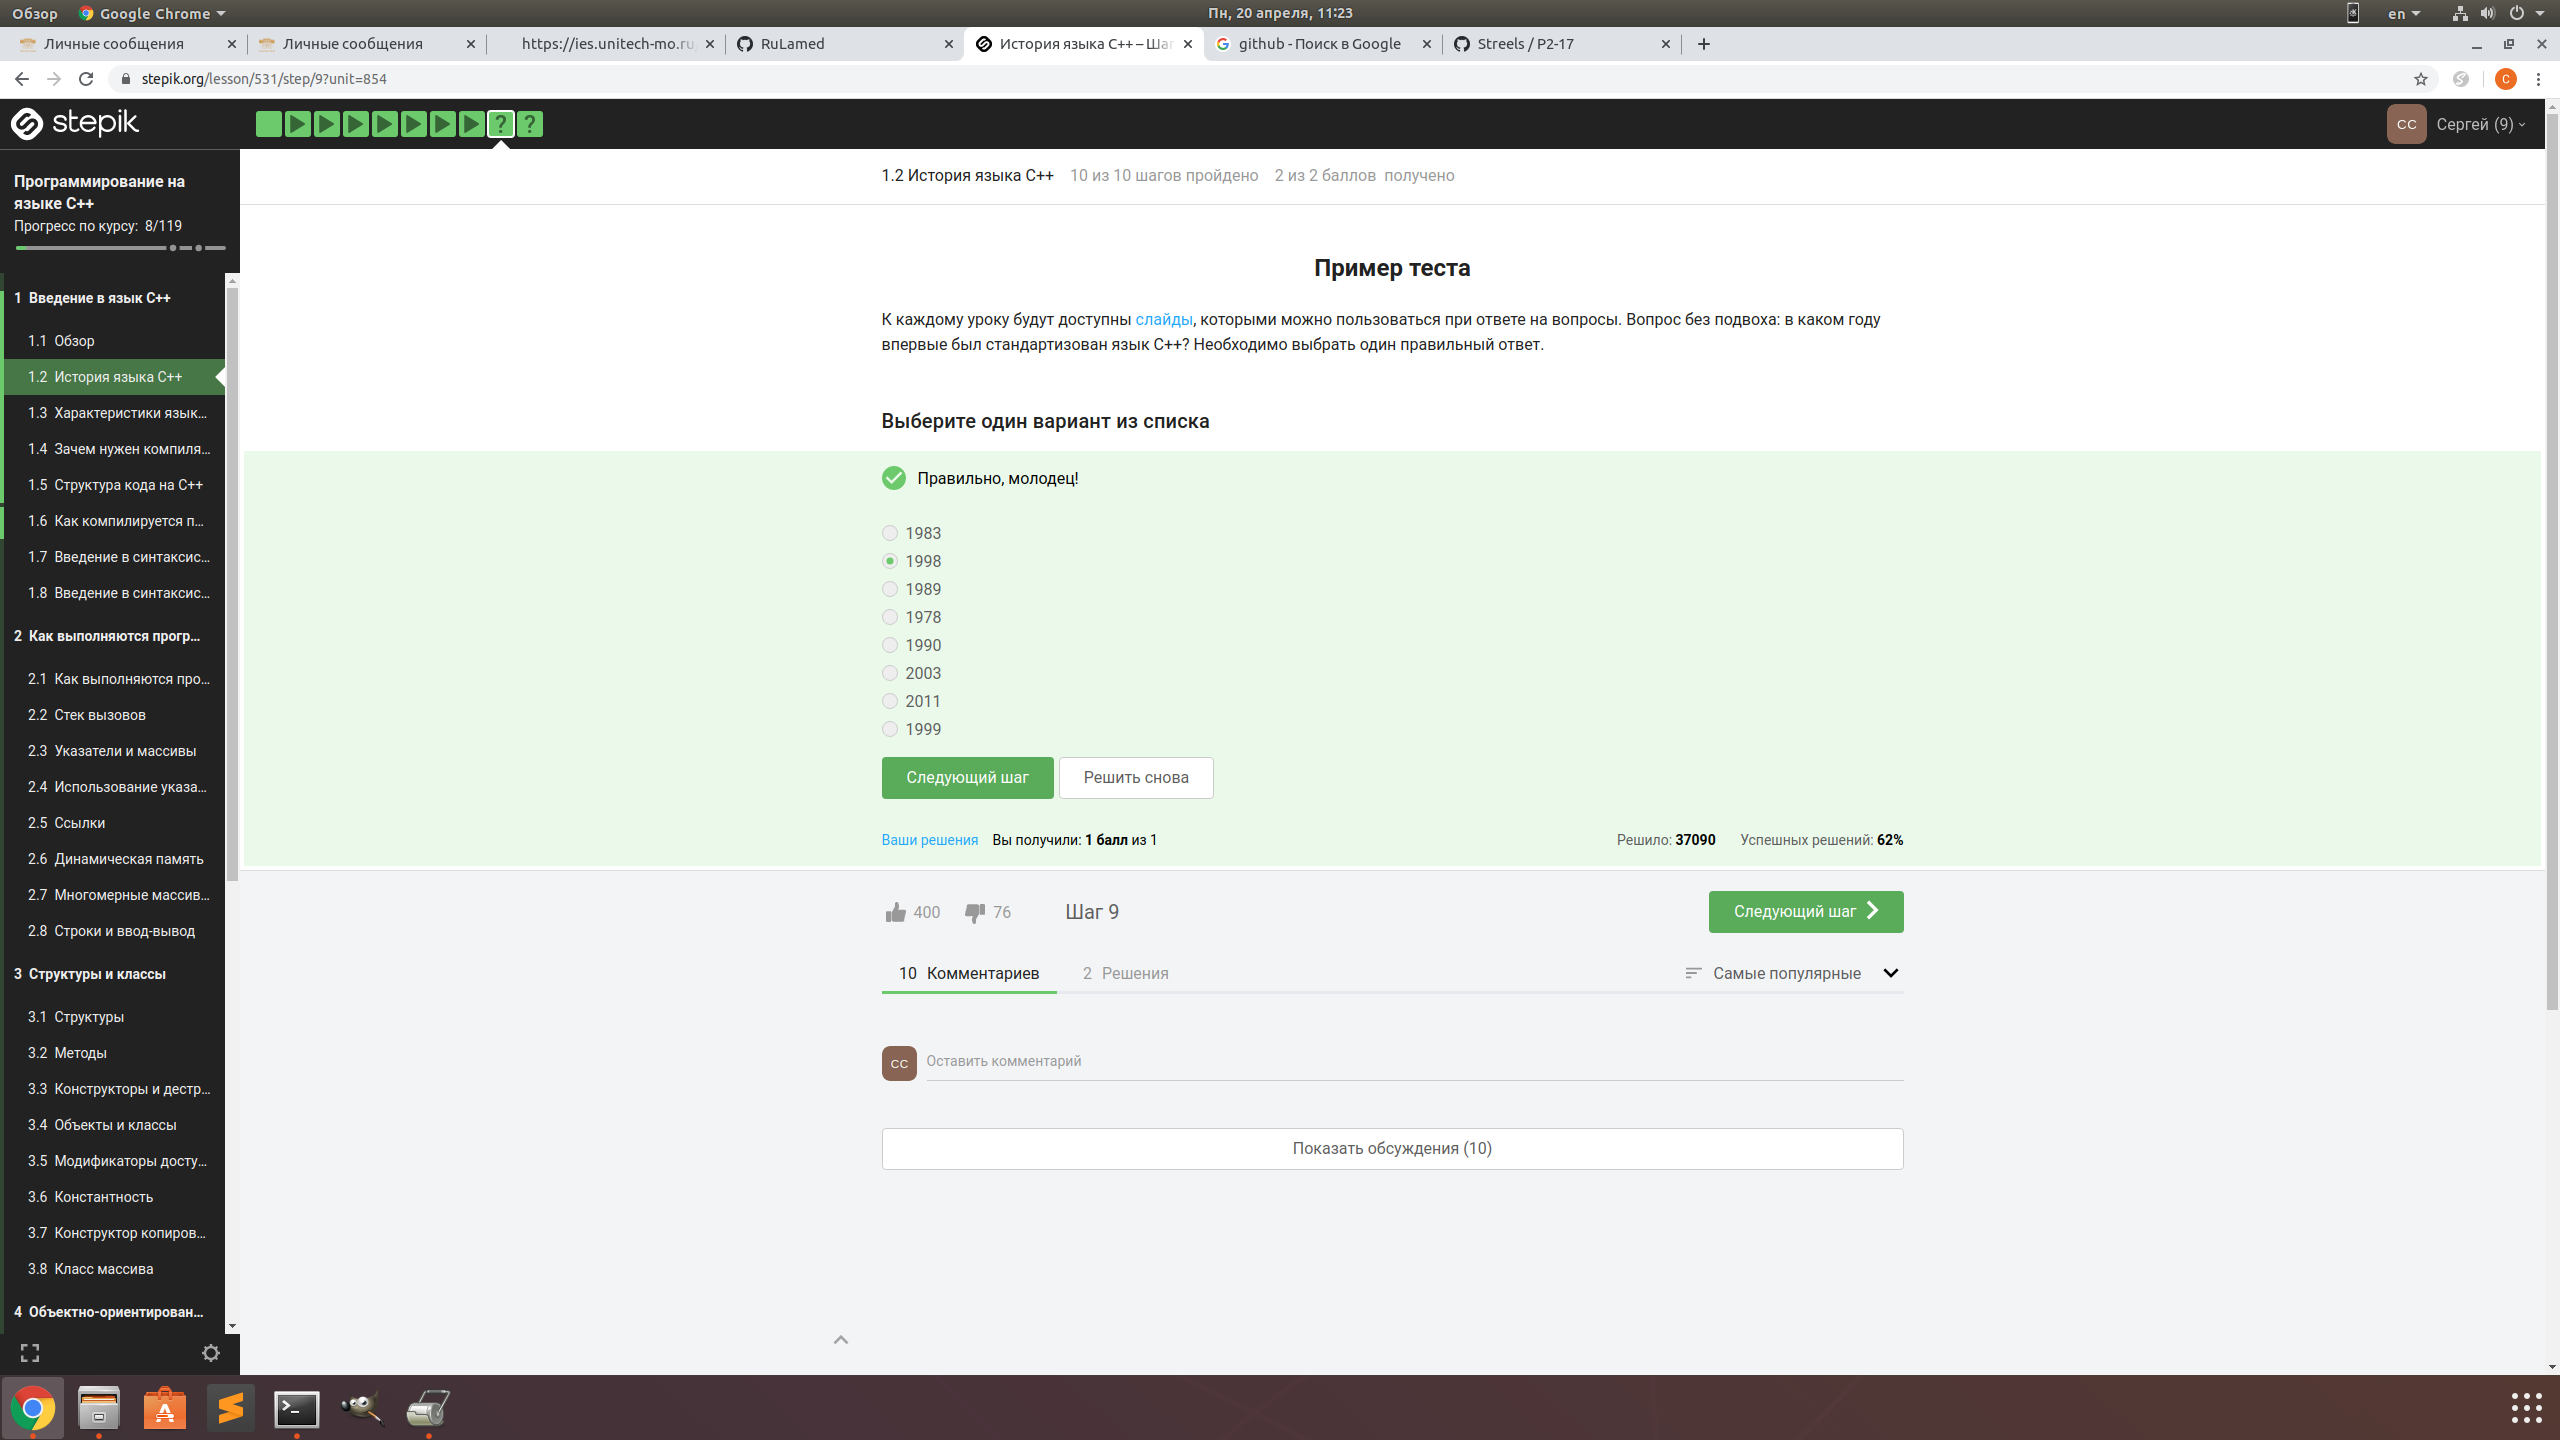 Обзор
Google Chrome
Пн, 20 апреля, 11:23
en
Личные сообщения
Личные сообщения
https://ies.unitech-mo.ru
RuLamed
История языка C++ – Шаг
github - Поиск в Google
Streels / P2-17
stepik.org/lesson/531/step/9?unit=854
C
stepik
? ?
CC
Сергей (9)
Программирование на
языке C++
Прогресс по курсу: 8/119
1 Введение в язык C++
1.1 Обзор
1.2 История языка C++
1.3 Характеристики язык...
1.4 Зачем нужен компиля...
1.5 Структура кода на C++
1.6 Как компилируется п...
1.7 Введение в синтаксис...
1.8 Введение в синтаксис...
2 Как выполняются прогр...
2.1 Как выполняются про...
2.2 Стек вызовов
2.3 Указатели и массивы
2.4 Использование указа...
2.5 Ссылки
2.6 Динамическая память
2.7 Многомерные массив...
2.8 Строки и ввод-вывод
3 Структуры и классы
3.1 Структуры
3.2 Методы
3.3 Конструкторы и дестр...
3.4 Объекты и классы
3.5 Модификаторы досту...
3.6 Константность
3.7 Конструктор копиров...
3.8 Класс массива
4 Объектно-ориентирован...
1.2 История языка C++ 10 из 10 шагов пройдено 2 из 2 баллов получено
Пример теста
К каждому уроку будут доступны слайды, которыми можно пользоваться при ответе на вопросы. Вопрос без подвоха: в каком году
впервые был стандартизован язык C++? Необходимо выбрать один правильный ответ.
Выберите один вариант из списка
Правильно, молодец!
1983
1998
1989
1978
1990
2003
2011
1999
Следующий шаг
Решить снова
Ваши решения Вы получили: 1 балл из 1
Решило: 37090 Успешных решений: 62%
400 76 Шаг 9
Следующий шаг
10 Комментариев 2 Решения
Самые популярные
CC
Оставить комментарий
Показать обсуждения (10)